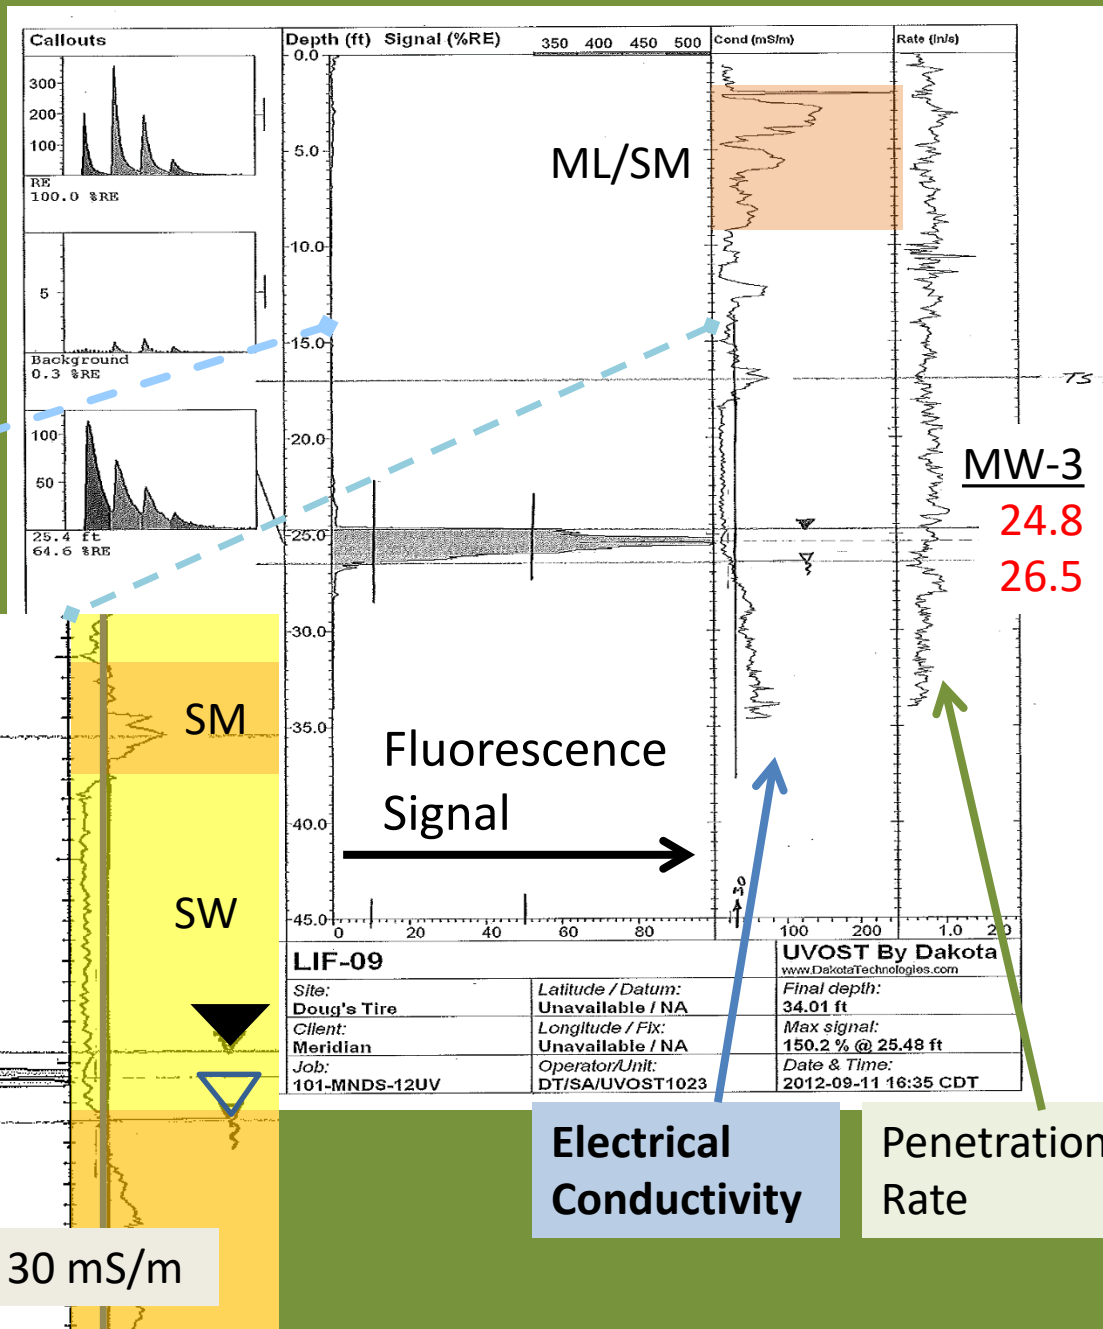 Callouts
Depth (ft) Signal (%RE) 350 400 450 500
Cond (mS/m)
Rate (in/s)
300
200
100
RE
100.0 %RE
5
Background
0.3 %RE
100
50
25.4 ft
64.6 %RE
0.0
5.0
10.0
15.0
20.0
25.0
30.0
35.0
40.0
45.0
ML/SM
TS
MW-3
24.8
26.5
SM
SW
30 mS/m
Fluorescence
Signal
30
0 20 40 60 80
100 200
1.0 2.0
LIF-09
UVOST By Dakota
www.DakotaTechnologies.com
Site:
Doug's Tire
Latitude / Datum:
Unavailable / NA
Final depth:
34.01 ft
Client:
Meridian
Longitude / Fix:
Unavailable / NA
Max signal:
150.2 % @ 25.48 ft
Job:
101-MNDS-12UV
Operator/Unit:
DT/SA/UVOST1023
Date & Time:
2012-09-11 16:35 CDT
Electrical
Conductivity
Penetration
Rate